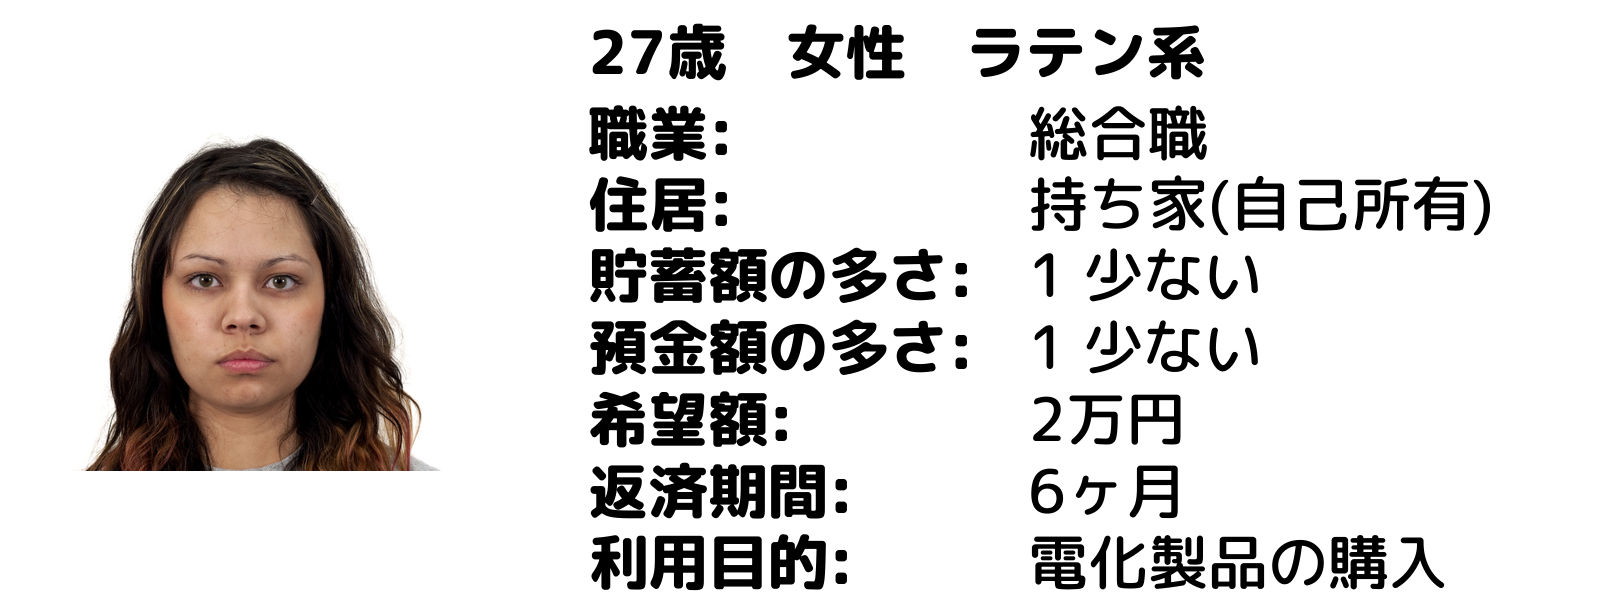 27歳　女性　ラテン系
職業: 総合職
住居: 持ち家(自己所有)
貯蓄額の多さ: 1 少ない
預金額の多さ: 1 少ない
希望額: 2万円
返済期間: 6ヶ月
利用目的: 電化製品の購入